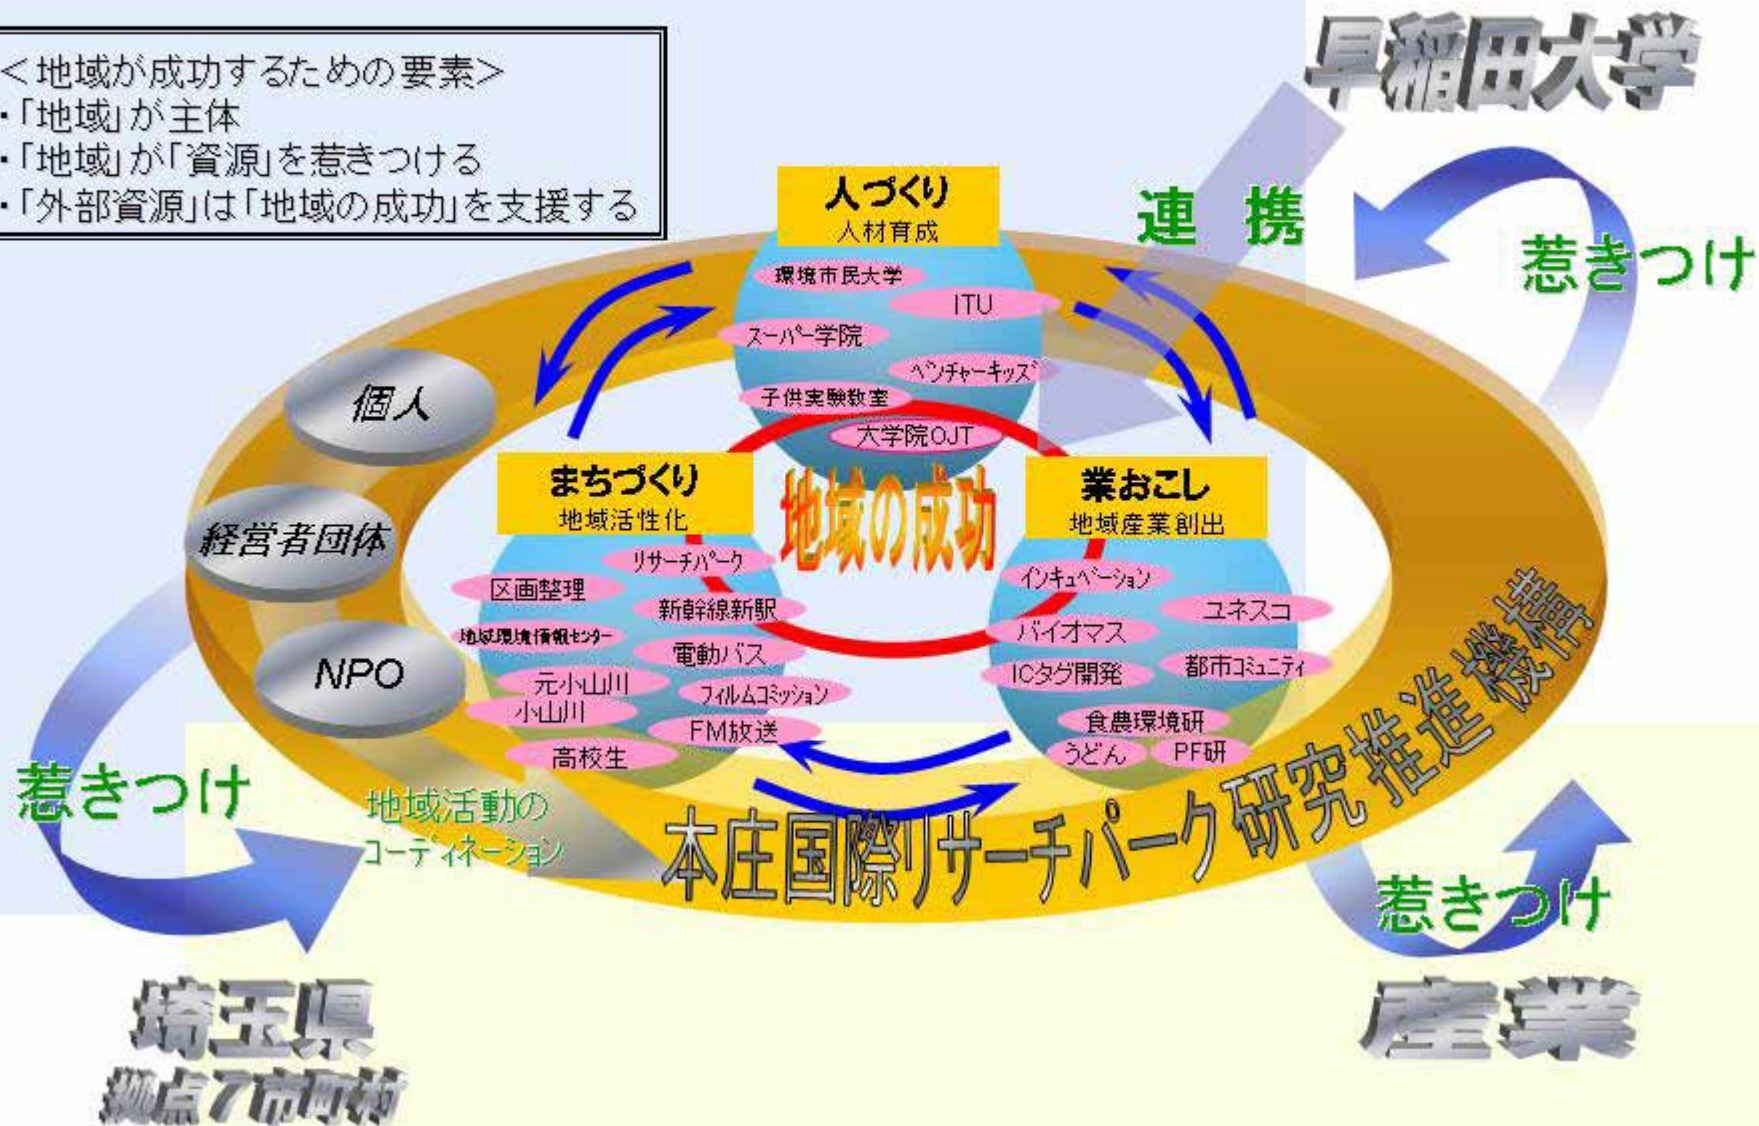 ＜地域が成功するための要素＞
・「地域」が主体
・「地域」が「資源」を惹きつける
・「外部資源」は「地域の成功」を支援する
早稲田大学
連 携
惹きつけ
人づくり
人材育成
環境市民大学
ITU
スーパー学院
ベンチャーキッズ
子供実験教室
大学院OJT
個人
経営者団体
NPO
地域の成功
まちづくり
地域活性化
リサーチパーク
区画整理
新幹線新駅
地域環境情報センター
電動バス
元小山川
フィルムコミッション
小山川
FM放送
高校生
業おこし
地域産業創出
インキュベーション
ユネスコ
バイオマス
ICタグ開発
都市コミュニティ
食農環境研
うどん
PF研
惹きつけ
地域活動の
コーディネーション
本庄国際リサーチパーク研究推進機構
惹きつけ
埼玉県
拠点7市町村
産業